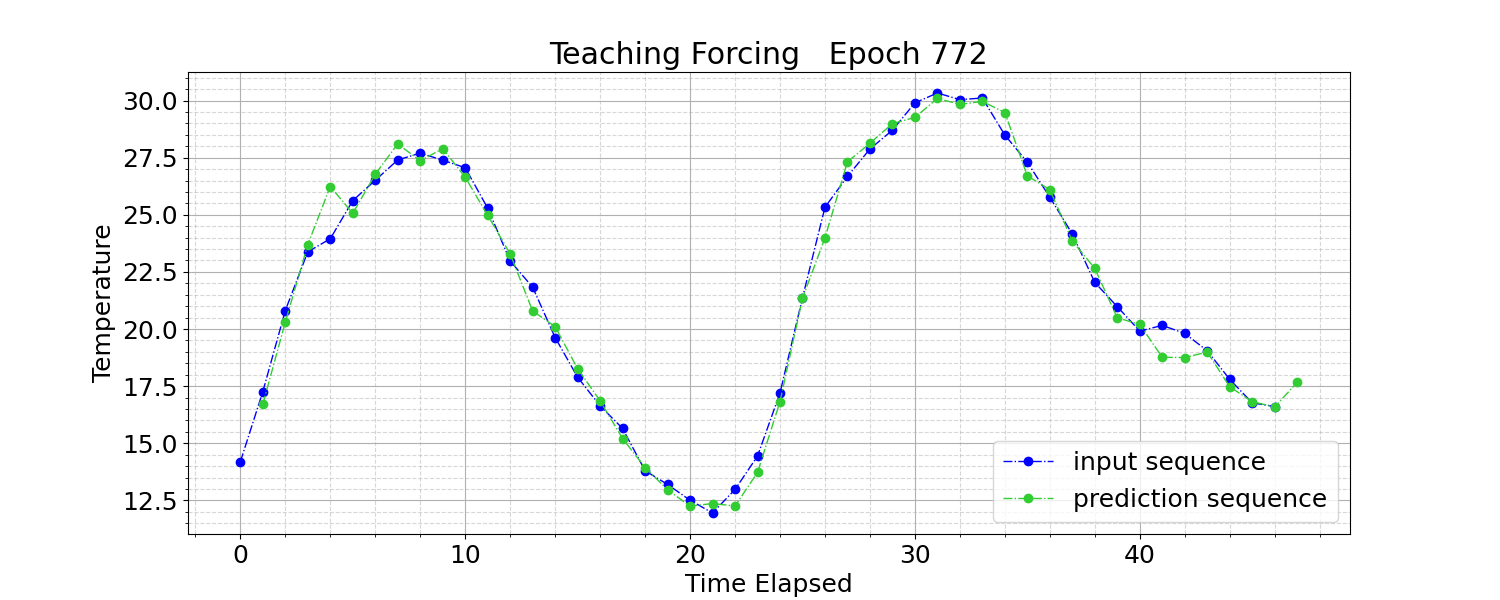 Teaching Forcing   Epoch 772
Temperature
30.0
27.5
25.0
22.5
20.0
17.5
15.0
12.5
input sequence
prediction sequence
0 10 20 30 40
Time Elapsed